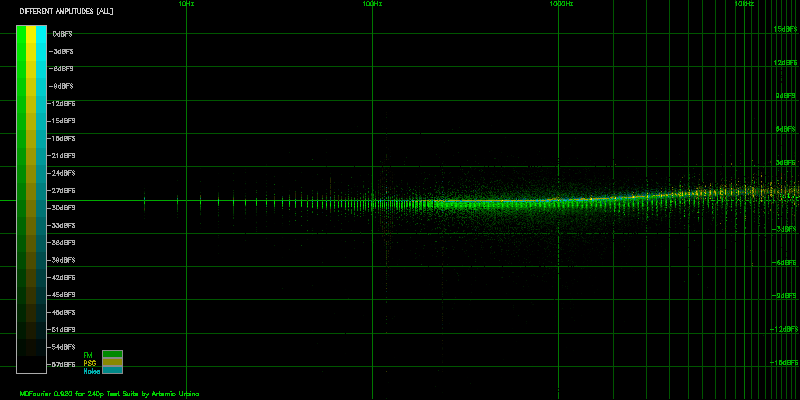 DIFFERENT AMPLITUDES [ALL]
10Hz
100Hz
1000Hz
10kHz
0dBFS
-3dBFS
-6dBFS
-9dBFS
-12dBFS
-15dBFS
-18dBFS
-21dBFS
-24dBFS
-27dBFS
-30dBFS
-33dBFS
-36dBFS
-39dBFS
-42dBFS
-45dBFS
-48dBFS
-51dBFS
-54dBFS
-57dBFS
15dBFS
12dBFS
9dBFS
6dBFS
3dBFS
-3dBFS
-6dBFS
-9dBFS
-12dBFS
-15dBFS
FM
PSG
Noise
MDFourier 0.930 for 240p Test Suite by Artemio Urbina